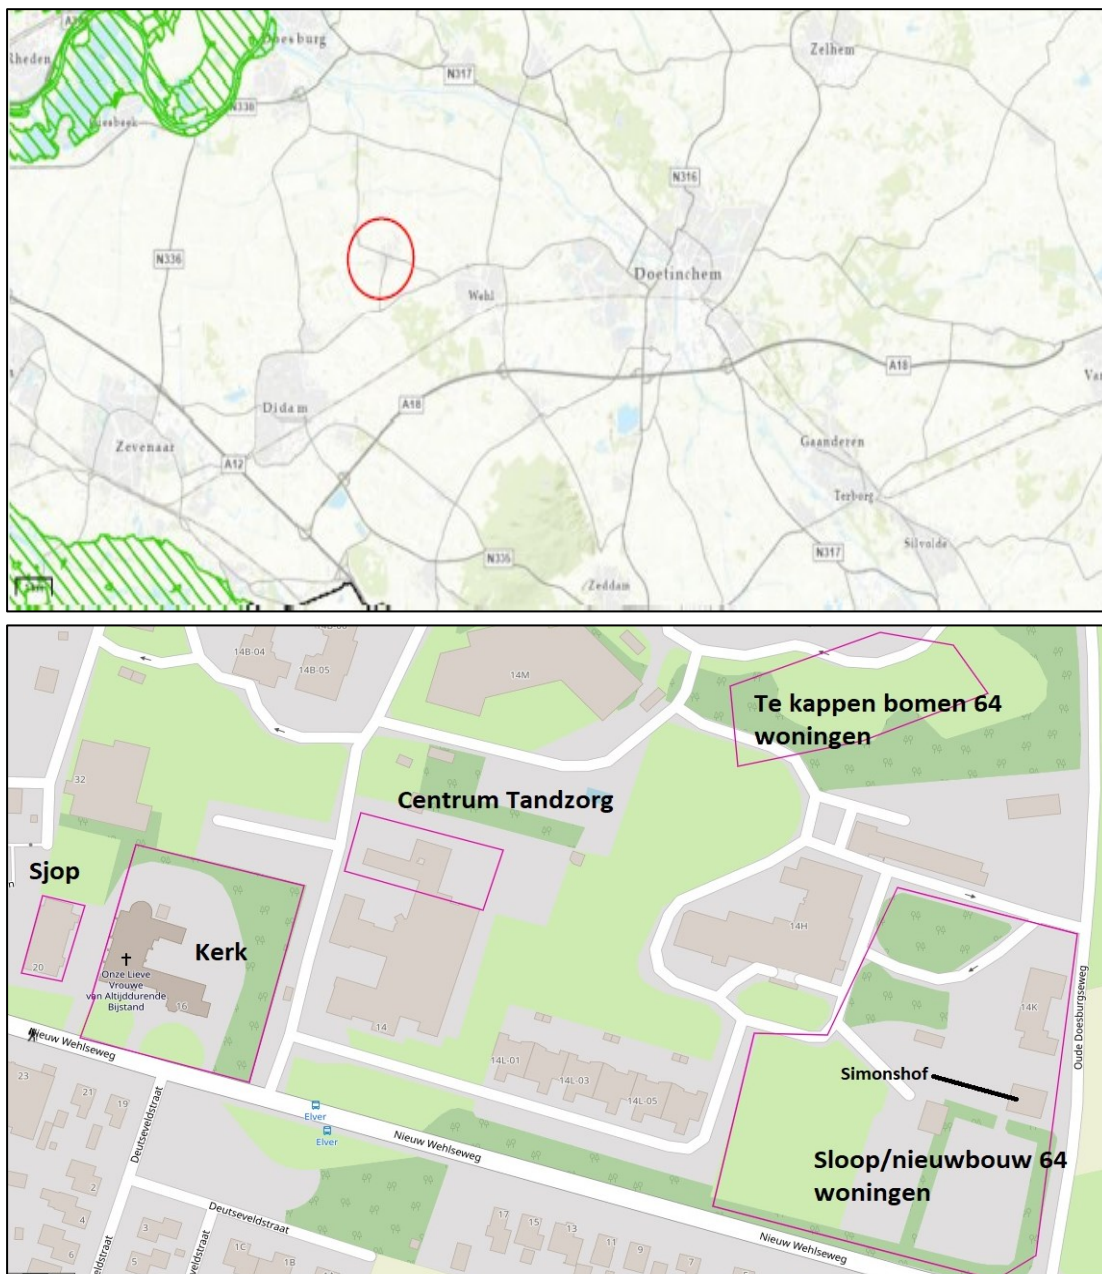 Doesburg
Rheden
N338
N317
Zelhem
N316
N336
Wehl
Doetinchem
A18
A18
Didam
Zevenaar
A12
Gaanderen
Terborg
Silvolde
N335
N317
Zeddam
14B-04
14B-05
14M
Te kappen bomen 64
woningen
32
Centrum Tandzorg
Sjop
Kerk
20
Onze Lieve
Vrouwe
van Altijddurende
Bijstand
16
14H
14K
Oude Doesburgseweg
14
14L-01
14L-03
14L-05
Simonshof
Nieuw Wehlseweg
Elver
Elver
Nieuw Wehlseweg
Sloop/nieuwbouw 64
woningen
23
21
19
Deutseveldstraat
2
4
6
3
5
Deutseveldstraat
Deutseveldstraat
1C
1B
17
15
13
11
9
7
Nieuw Wehlseweg